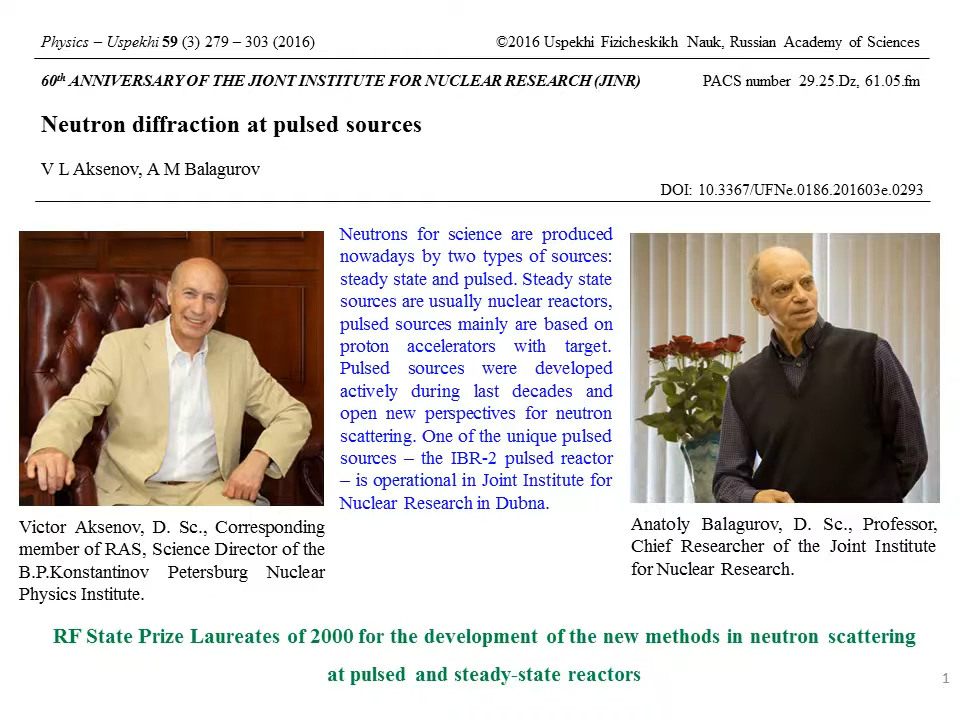 Physics – Uspekhi 59 (3) 279 – 303 (2016)
©2016 Uspekhi Fizicheskikh Nauk, Russian Academy of Sciences
60th ANNIVERSARY OF THE JIONT INSTITUTE FOR NUCLEAR RESEARCH (JINR)
PACS number 29.25.Dz, 61.05.fm
Neutron diffraction at pulsed sources
V L Aksenov, A M Balagurov
DOI: 10.3367/UFNe.0186.201603e.0293
Neutrons for science are produced
nowadays by two types of sources:
steady state and pulsed. Steady state
sources are usually nuclear reactors,
pulsed sources mainly are based on
proton accelerators with target.
Pulsed sources were developed
actively during last decades and
open new perspectives for neutron
scattering. One of the unique pulsed
sources – the IBR-2 pulsed reactor
– is operational in Joint Institute for
Nuclear Research in Dubna.
Victor Aksenov, D. Sc., Corresponding
member of RAS, Science Director of the
B.P.Konstantinov Petersburg Nuclear
Physics Institute.
Anatoly Balagurov, D. Sc., Professor,
Chief Researcher of the Joint Institute
for Nuclear Research.
RF State Prize Laureates of 2000 for the development of the new methods in neutron scattering
at pulsed and steady-state reactors
1